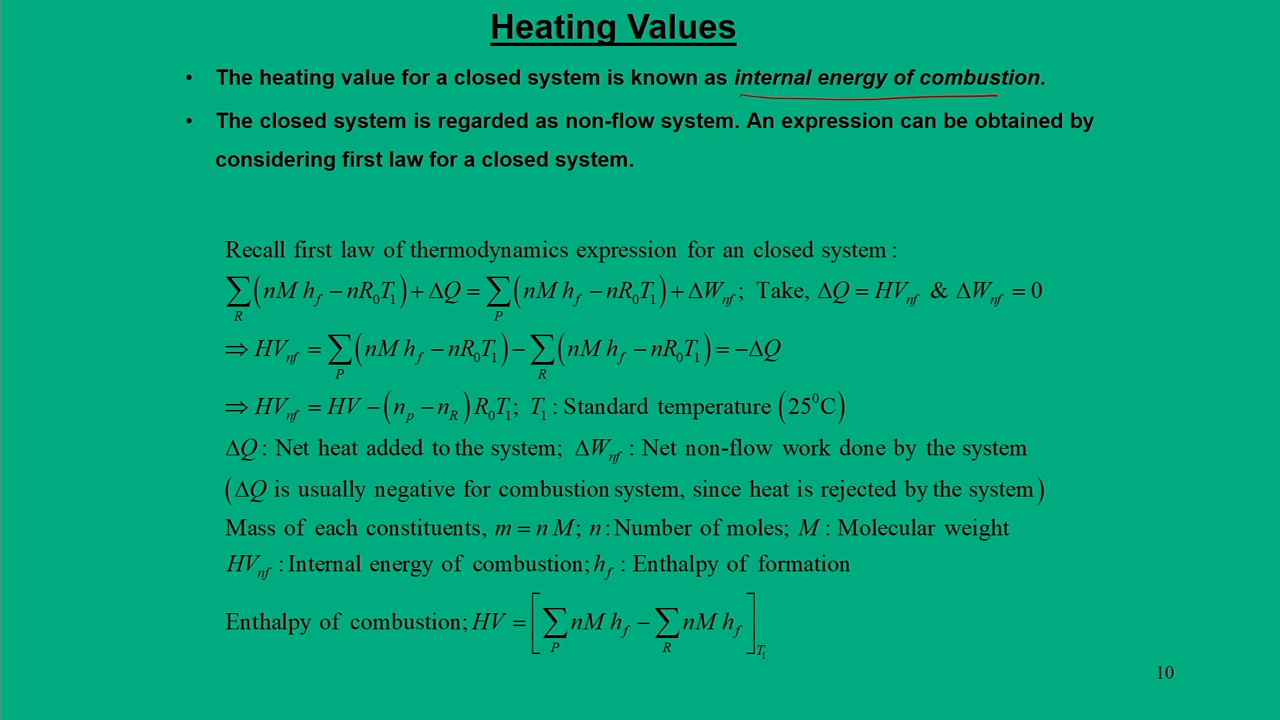 Heating Values
• The heating value for a closed system is known as internal energy of combustion.
• The closed system is regarded as non-flow system. An expression can be obtained by
considering first law for a closed system.
Recall first law of thermodynamics expression for an closed system :
∑_R (nM h_f − nR₀T₁) + ΔQ = ∑_P (nM h_f − nR₀T₁) + ΔW_nf ; Take, ΔQ = HV_nf & ΔW_nf = 0
⇒ HV_nf = ∑_P (nM h_f − nR₀T₁) − ∑_R (nM h_f − nR₀T₁) = −ΔQ
⇒ HV_nf = HV − (n_p − n_R) R₀T₁; T₁ : Standard temperature (25⁰C)
ΔQ : Net heat added to the system; ΔW_nf : Net non-flow work done by the system
(ΔQ is usually negative for combustion system, since heat is rejected by the system)
Mass of each constituents, m = n M; n : Number of moles; M : Molecular weight
HV_nf : Internal energy of combustion; h_f : Enthalpy of formation
Enthalpy of combustion; HV = [∑_P nM h_f − ∑_R nM h_f]_T₁
10